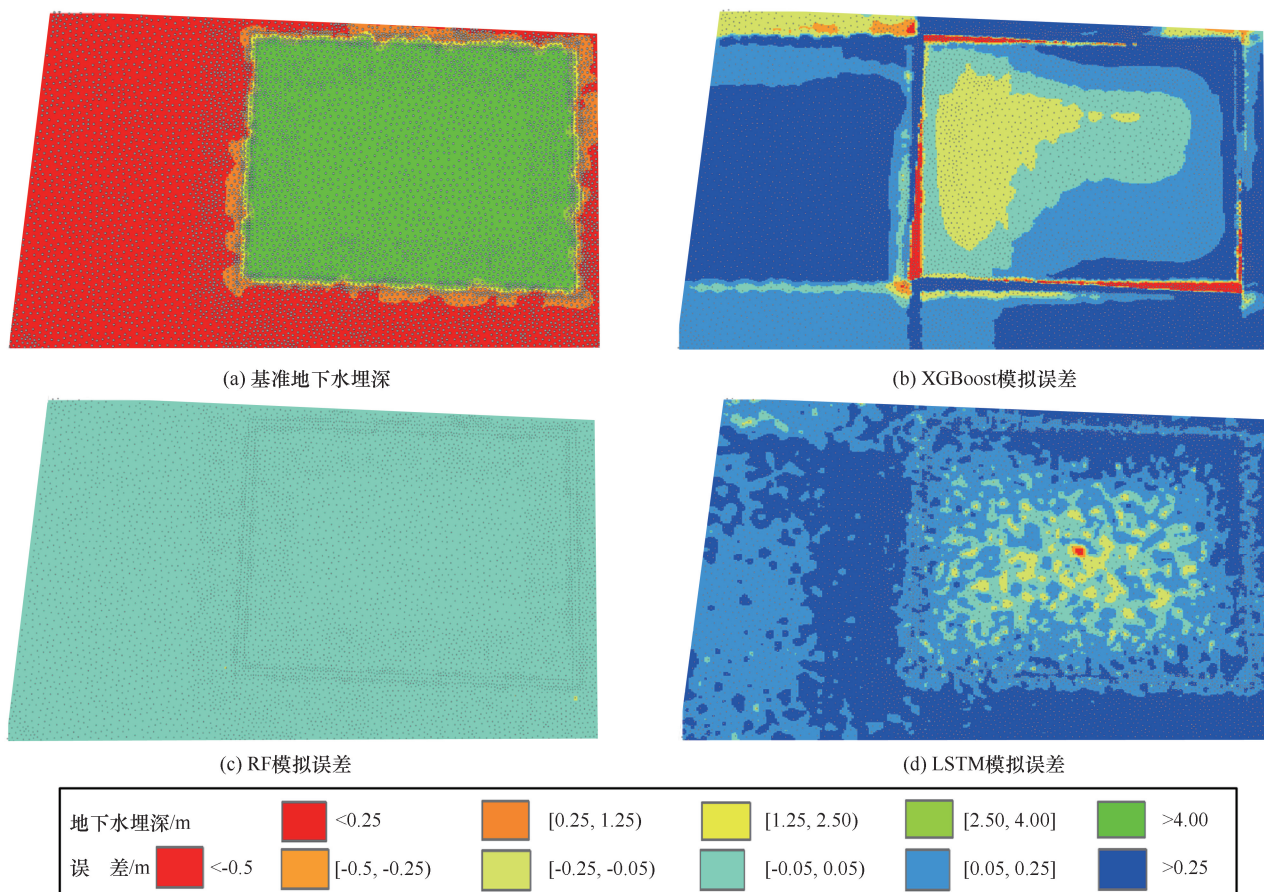 (a) 基准地下水埋深
(b) XGBoost模拟误差
(c) RF模拟误差
(d) LSTM模拟误差
地下水埋深/m <0.25 [0.25, 1.25) [1.25, 2.50) [2.50, 4.00] >4.00
误 差/m <-0.5 [-0.5, -0.25) [-0.25, -0.05) [-0.05, 0.05) [0.05, 0.25] >0.25